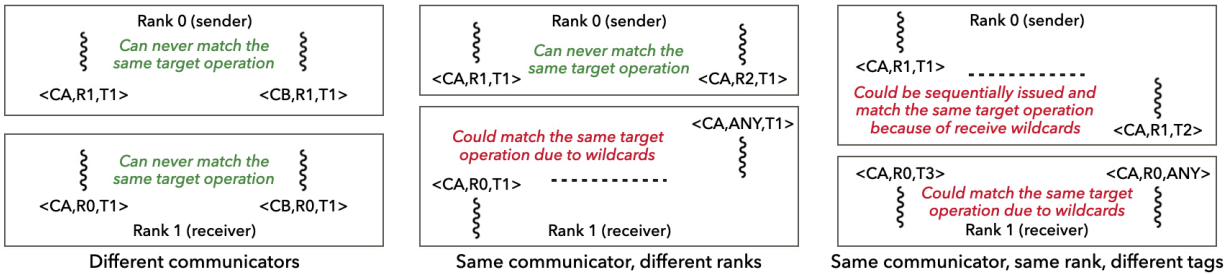 Rank 0 (sender)
Can never match the
same target operation
<CA,R1,T1>
<CB,R1,T1>
Can never match the
same target operation
<CA,R0,T1>
<CB,R0,T1>
Rank 1 (receiver)
Different communicators
Rank 0 (sender)
Can never match the
same target operation
<CA,R1,T1>
<CA,R2,T1>
<CA,ANY,T1>
Could match the same target
operation due to wildcards
<CA,R0,T1>
Rank 1 (receiver)
Same communicator, different ranks
Rank 0 (sender)
<CA,R1,T1>
Could be sequentially issued and
match the same target operation
because of receive wildcards
<CA,R1,T2>
<CA,R0,T3>
<CA,R0,ANY>
Could match the same target
operation due to wildcards
Rank 1 (receiver)
Same communicator, same rank, different tags